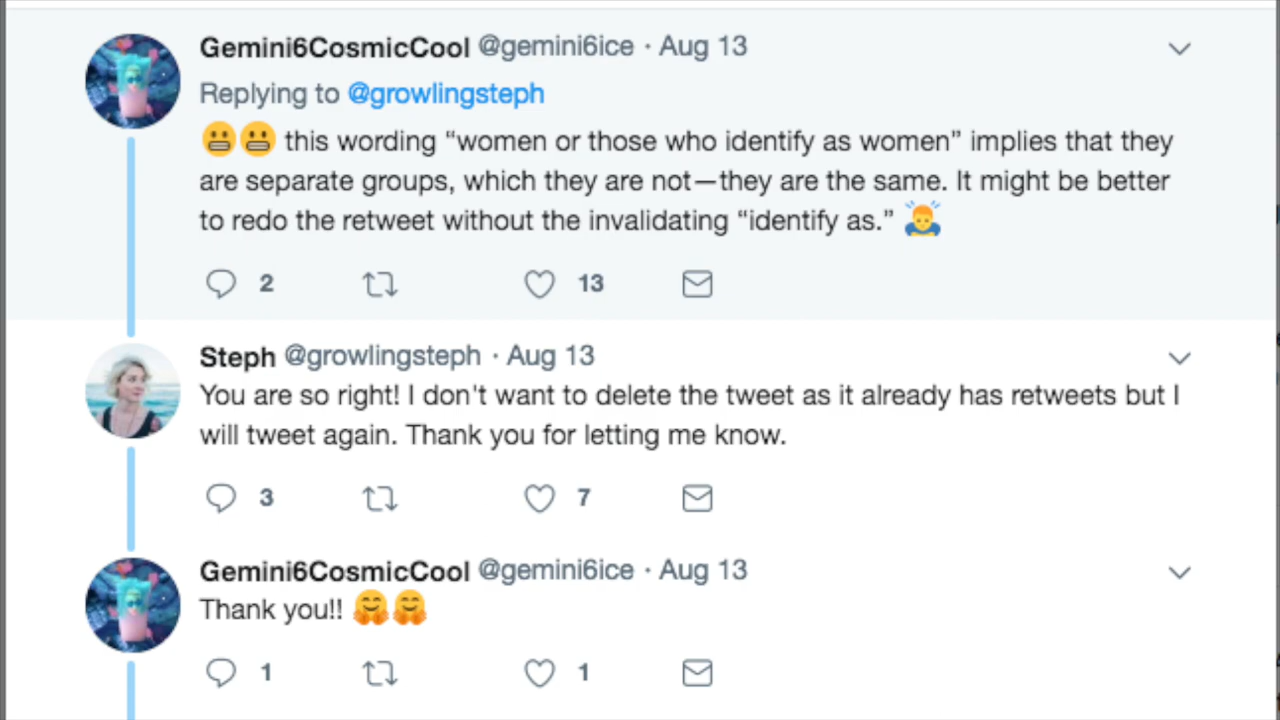 Gemini6CosmicCool @gemini6ice · Aug 13
Replying to @growlingsteph
😬😬 this wording “women or those who identify as women” implies that they
are separate groups, which they are not—they are the same. It might be better
to redo the retweet without the invalidating “identify as.” 🙇
2 13
Steph @growlingsteph · Aug 13
You are so right! I don't want to delete the tweet as it already has retweets but I
will tweet again. Thank you for letting me know.
3 7
Gemini6CosmicCool @gemini6ice · Aug 13
Thank you!! 🤗🤗
1 1